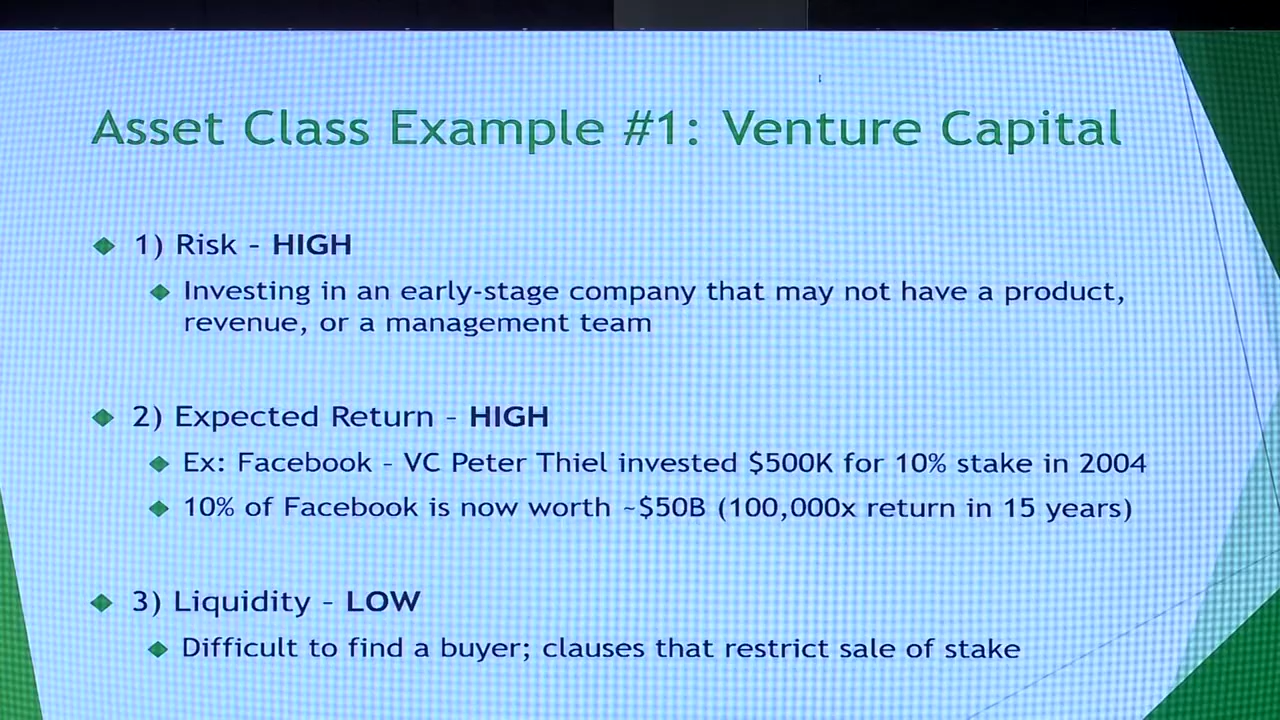 Asset Class Example #1: Venture Capital
1) Risk - HIGH
Investing in an early-stage company that may not have a product,
revenue, or a management team
2) Expected Return - HIGH
Ex: Facebook - VC Peter Thiel invested $500K for 10% stake in 2004
10% of Facebook is now worth ~$50B (100,000x return in 15 years)
3) Liquidity - LOW
Difficult to find a buyer; clauses that restrict sale of stake